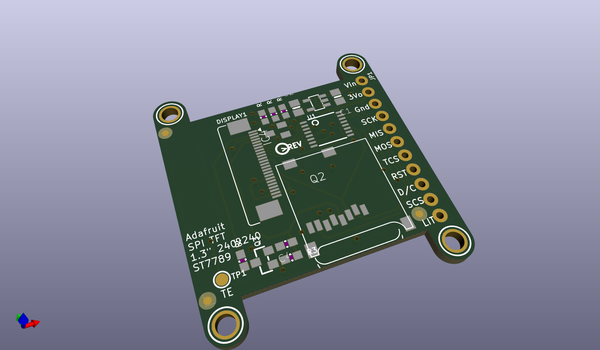 DISPLAY1
Vin
3Vo
Gnd
SCK
MIS
MOS
TCS
RST
D/C
SCS
LIT
REV
Q2
Adafruit
SPI TFT
1.3" 240x240
ST7789
TP1
TE